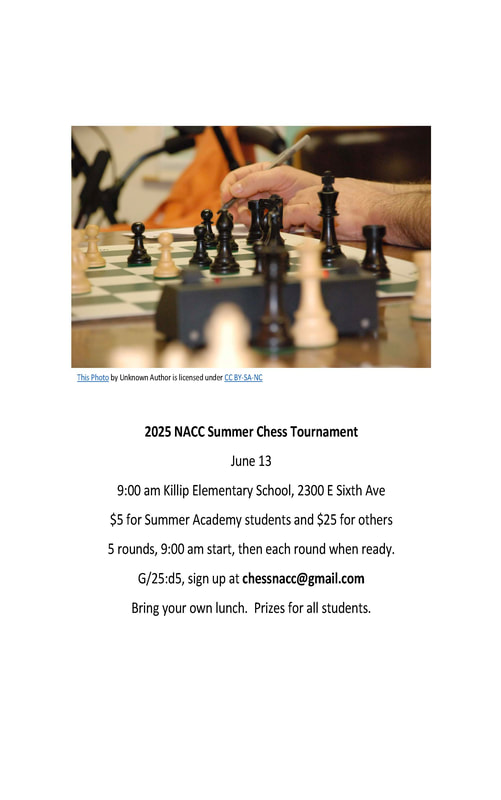 This Photo by Unknown Author is licensed under CC BY-SA-NC
2025 NACC Summer Chess Tournament
June 13
9:00 am Killip Elementary School, 2300 E Sixth Ave
$5 for Summer Academy students and $25 for others
5 rounds, 9:00 am start, then each round when ready.
G/25:d5, sign up at chessnacc@gmail.com
Bring your own lunch.  Prizes for all students.